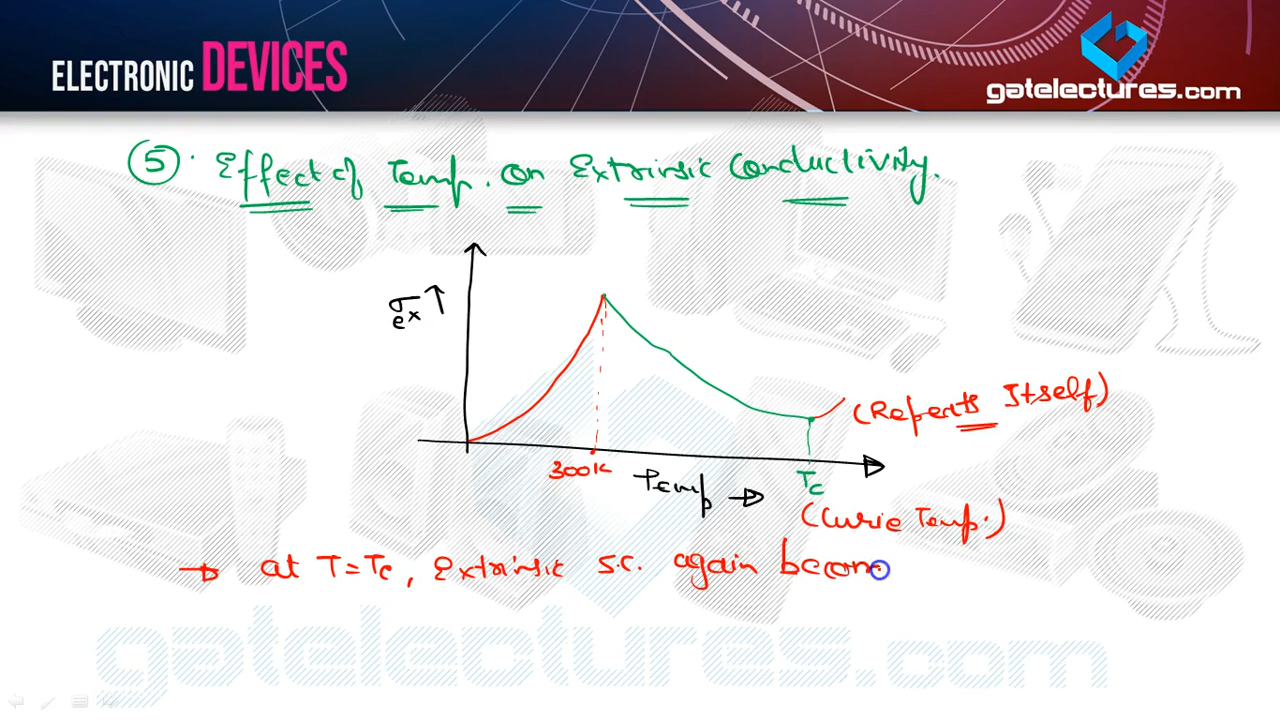 ELECTRONIC DEVICES
gatelectures.com
5. Effect of Temp. on Extrinsic Conductivity.
σex ↑
(Repeats Itself)
300K
Temp →
Tc
(Curie Temp.)
→ at T=Tc, Extrinsic s.c. again becom
gatelectures.com